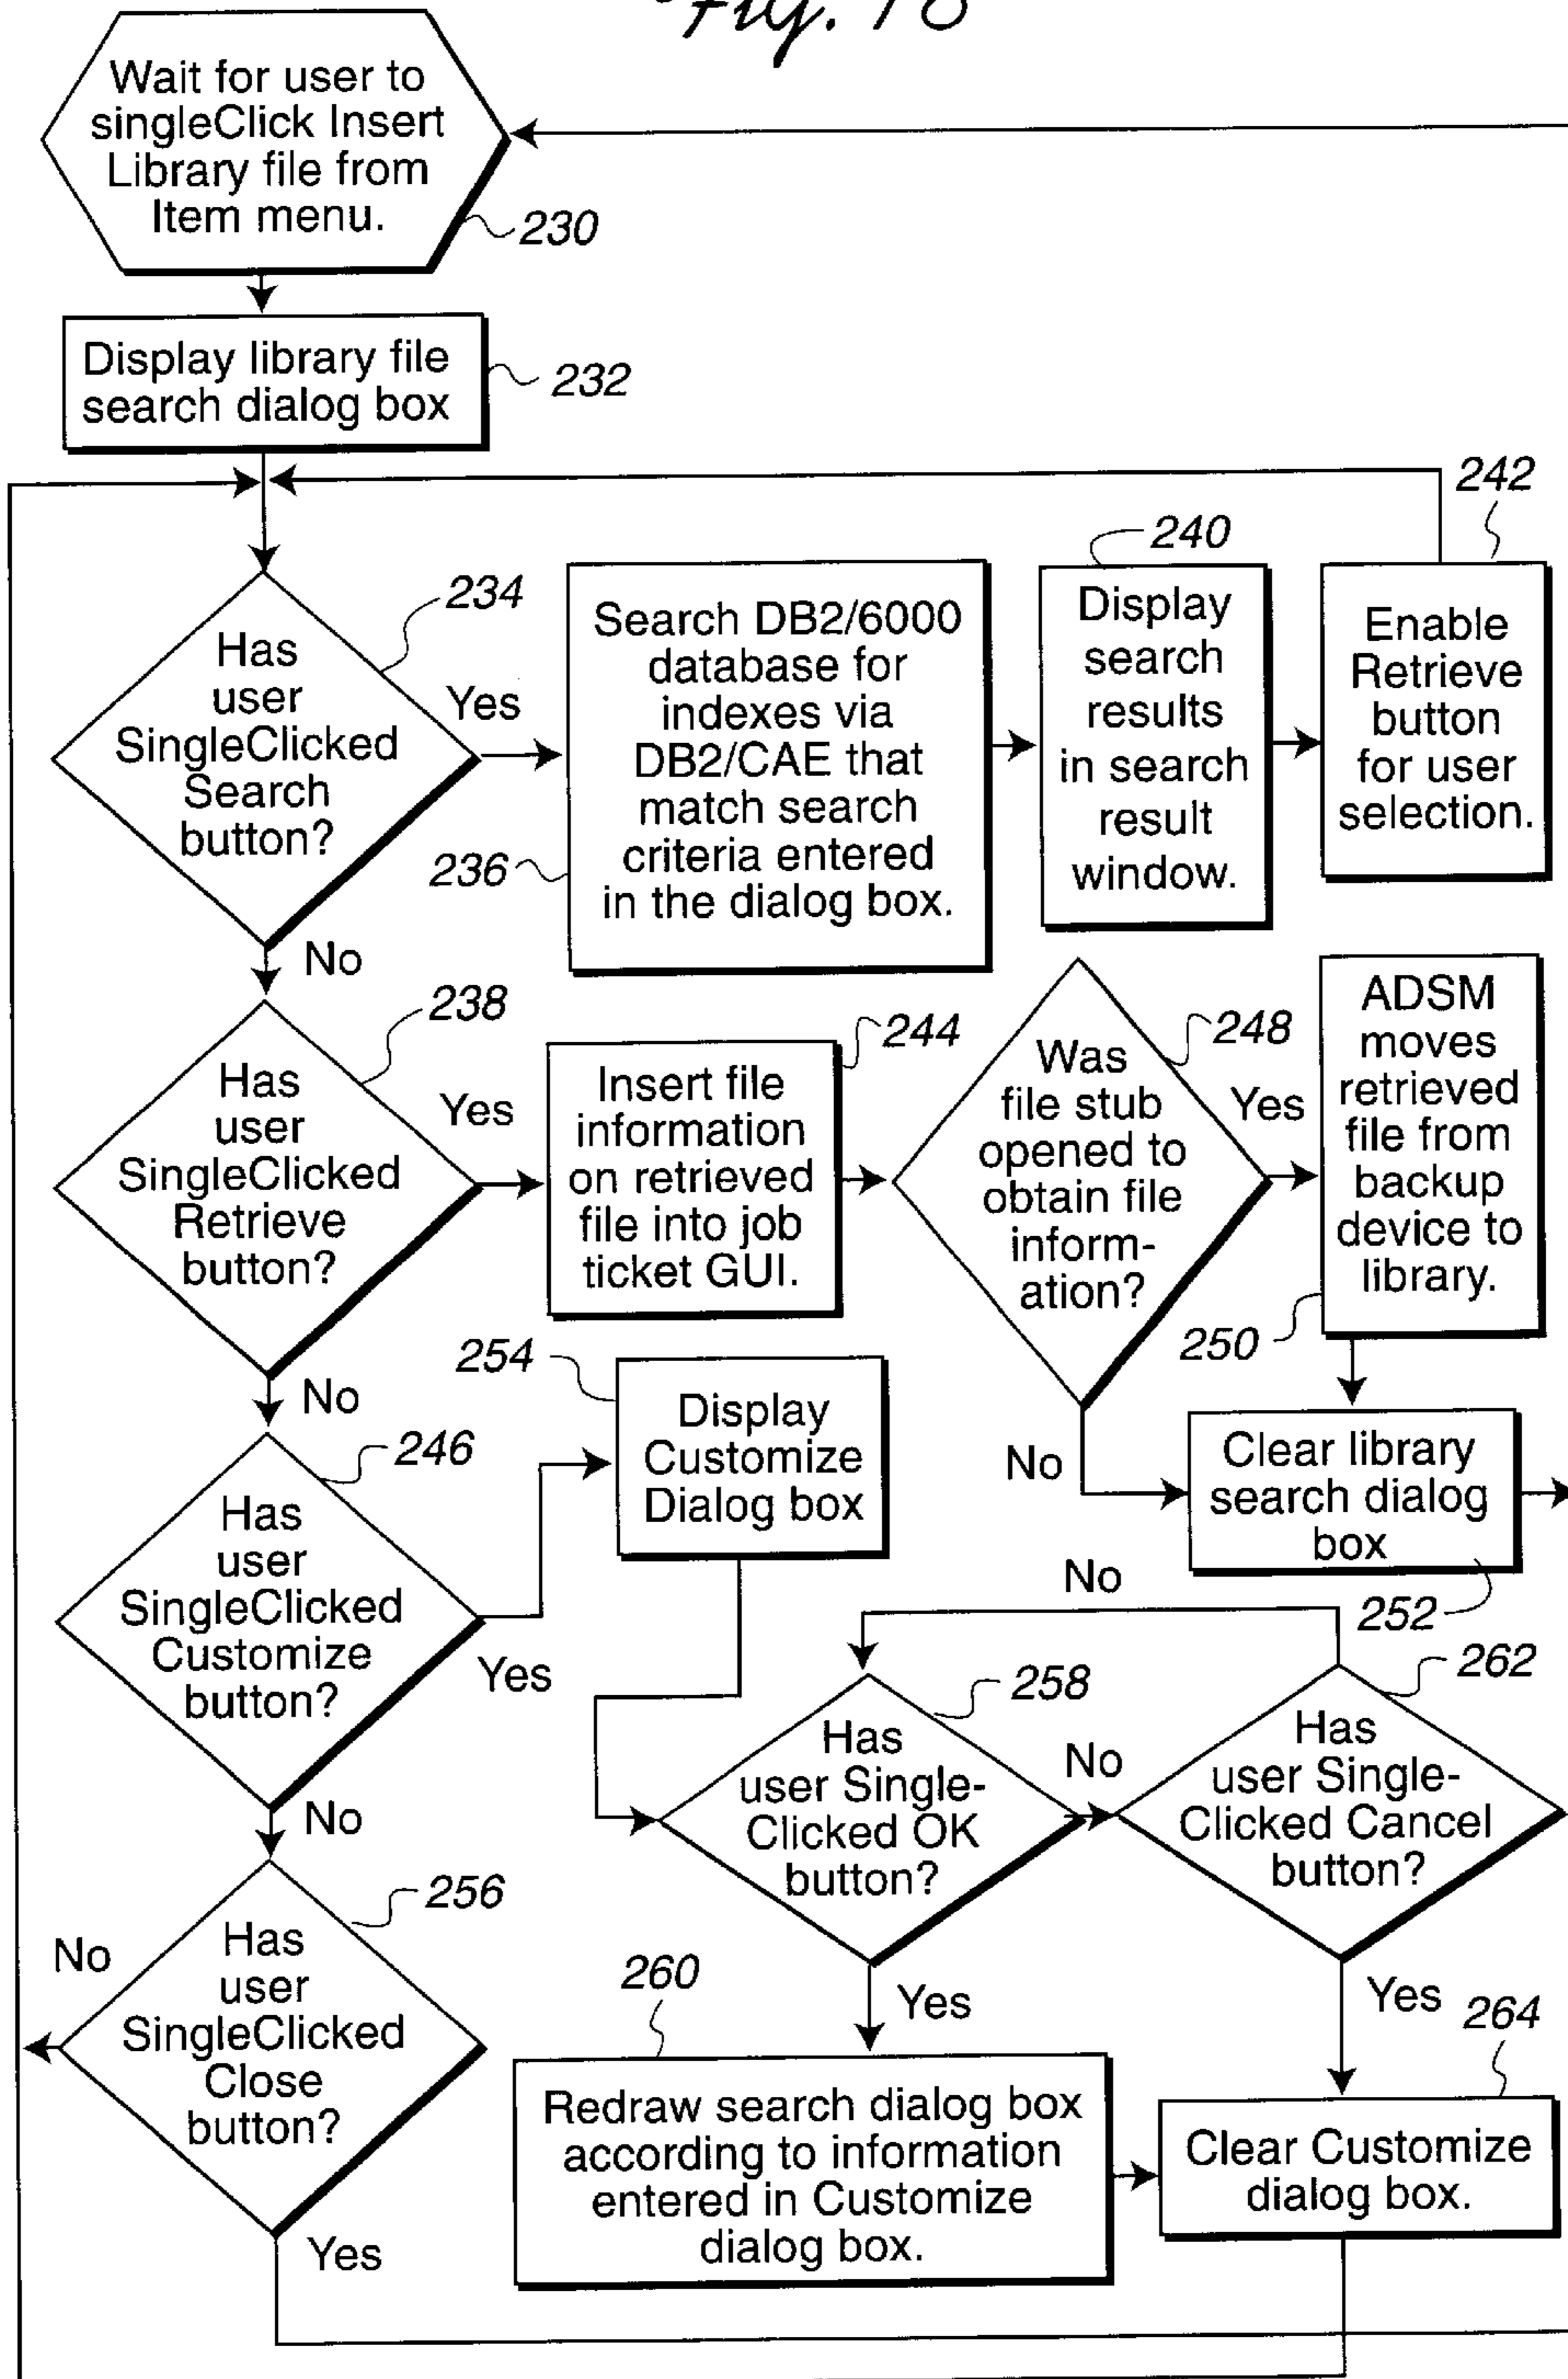 Fig. 18
Wait for user to
singleClick Insert
Library file from
Item menu.
230
Display library file
search dialog box
232
234
Has
user
SingleClicked
Search
button?
Yes
No
236
Search DB2/6000
database for
indexes via
DB2/CAE that
match search
criteria entered
in the dialog box.
240
Display
search
results
in search
result
window.
242
Enable
Retrieve
button
for user
selection.
238
Has
user
SingleClicked
Retrieve
button?
Yes
No
244
Insert file
information
on retrieved
file into job
ticket GUI.
248
Was
file stub
opened to
obtain file
inform-
ation?
Yes
No
ADSM
moves
retrieved
file from
backup
device to
library.
250
Clear library
search dialog
box
252
246
Has
user
SingleClicked
Customize
button?
Yes
No
254
Display
Customize
Dialog box
258
Has
user Single-
Clicked OK
button?
No
Yes
262
Has
user Single-
Clicked Cancel
button?
No
Yes
256
Has
user
SingleClicked
Close
button?
No
Yes
260
Redraw search dialog box
according to information
entered in Customize
dialog box.
264
Clear Customize
dialog box.